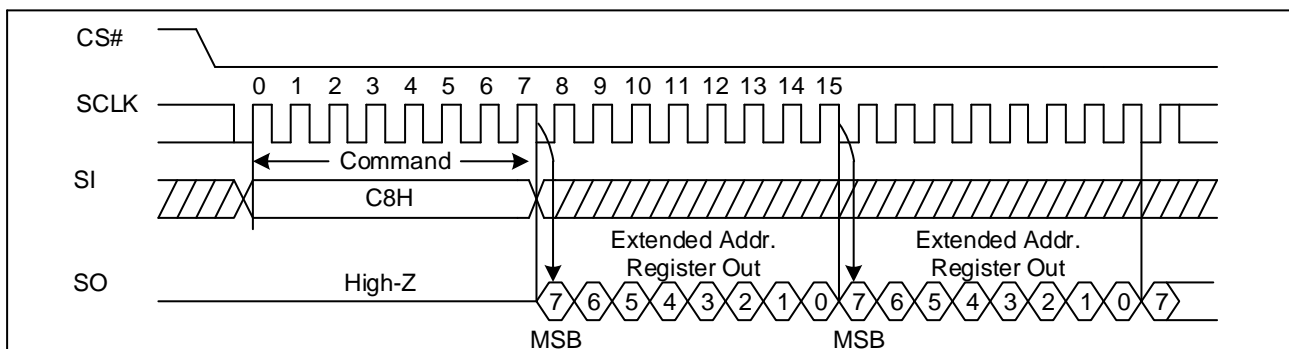 CS#
0 1 2 3 4 5 6 7 8 9 10 11 12 13 14 15
SCLK
Command
SI
C8H
Extended Addr. Extended Addr.
Register Out Register Out
SO
High-Z
7 6 5 4 3 2 1 0 7 6 5 4 3 2 1 0 7
MSB MSB